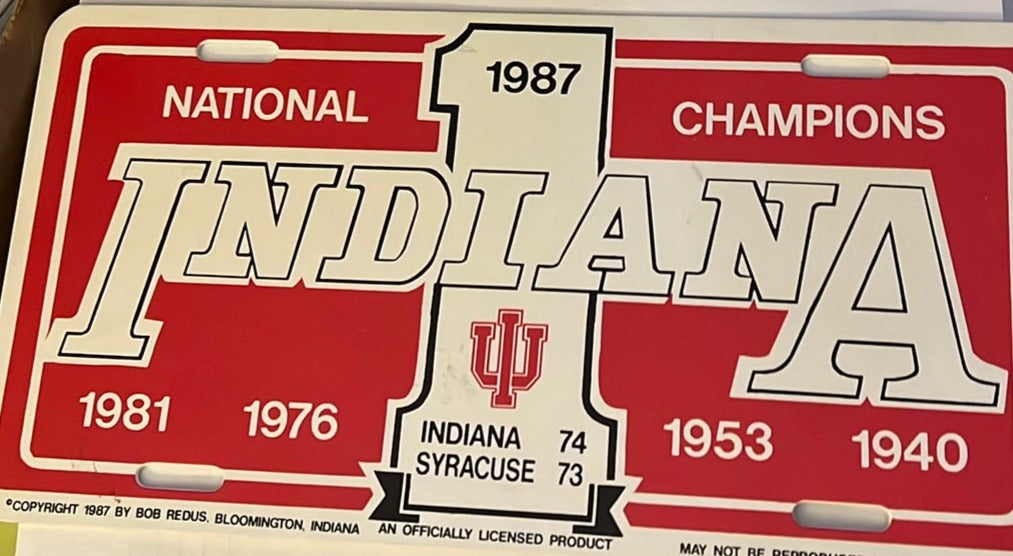 1987
NATIONAL CHAMPIONS
INDIANA
IU
1981 1976 1953 1940
INDIANA 74
SYRACUSE 73
©COPYRIGHT 1987 BY BOB REDUS, BLOOMINGTON, INDIANA AN OFFICIALLY LICENSED PRODUCT MAY NOT BE